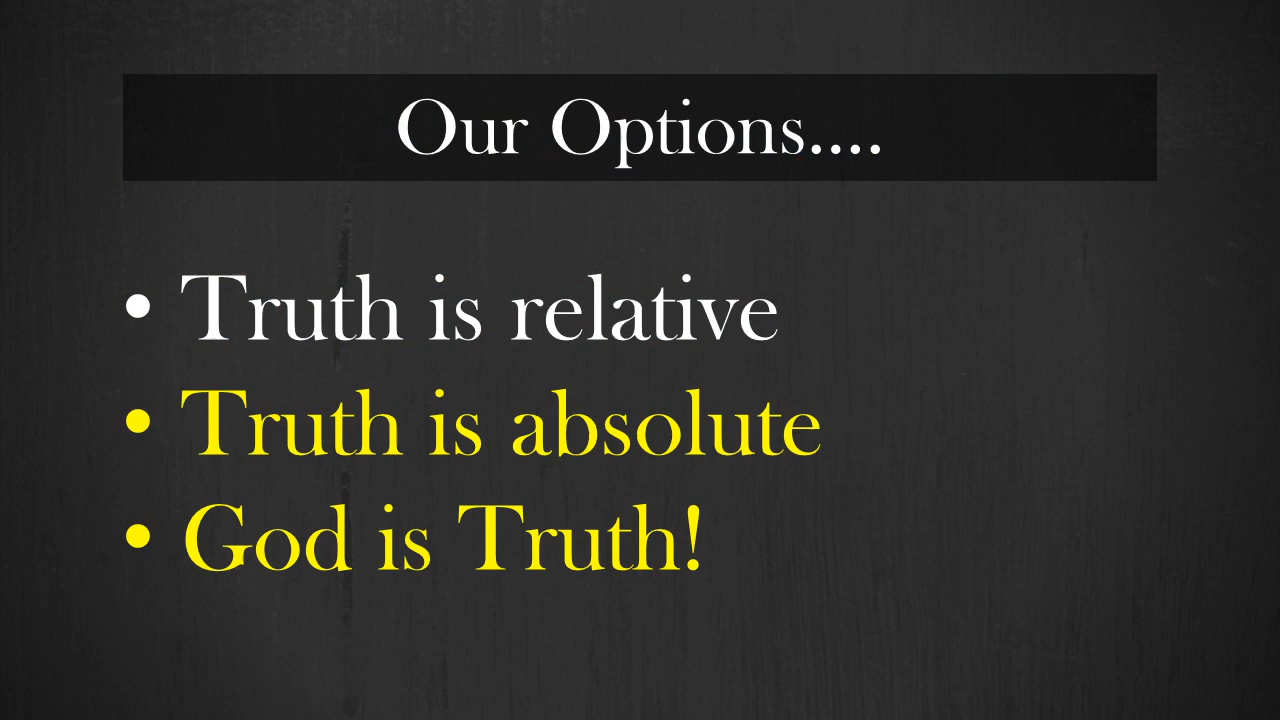 Our Options....
• Truth is relative
• Truth is absolute
• God is Truth!